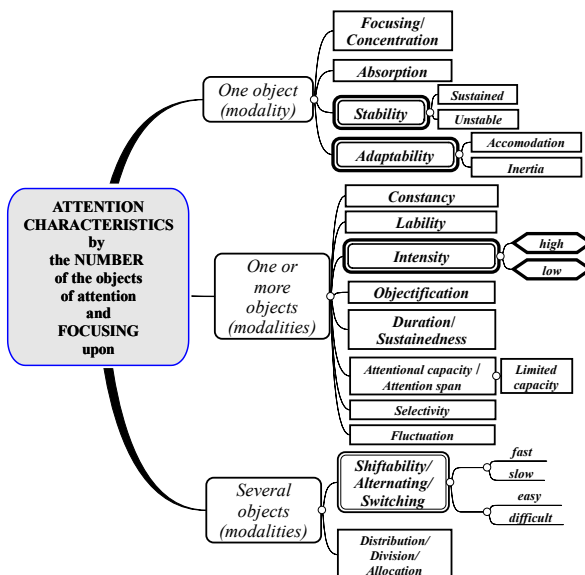 ATTENTION
CHARACTERISTICS
by
the NUMBER
of the objects
of attention
and
FOCUSING
upon
One object
(modality)
Focusing/
Concentration
Absorption
Stability
Sustained
Unstable
Adaptability
Accomodation
Inertia
One or
more
objects
(modalities)
Constancy
Lability
Intensity
high
low
Objectification
Duration/
Sustainedness
Attentional capacity /
Attention span
Limited
capacity
Selectivity
Fluctuation
Several
objects
(modalities)
Shiftability/
Alternating/
Switching
fast
slow
easy
difficult
Distribution/
Division/
Allocation